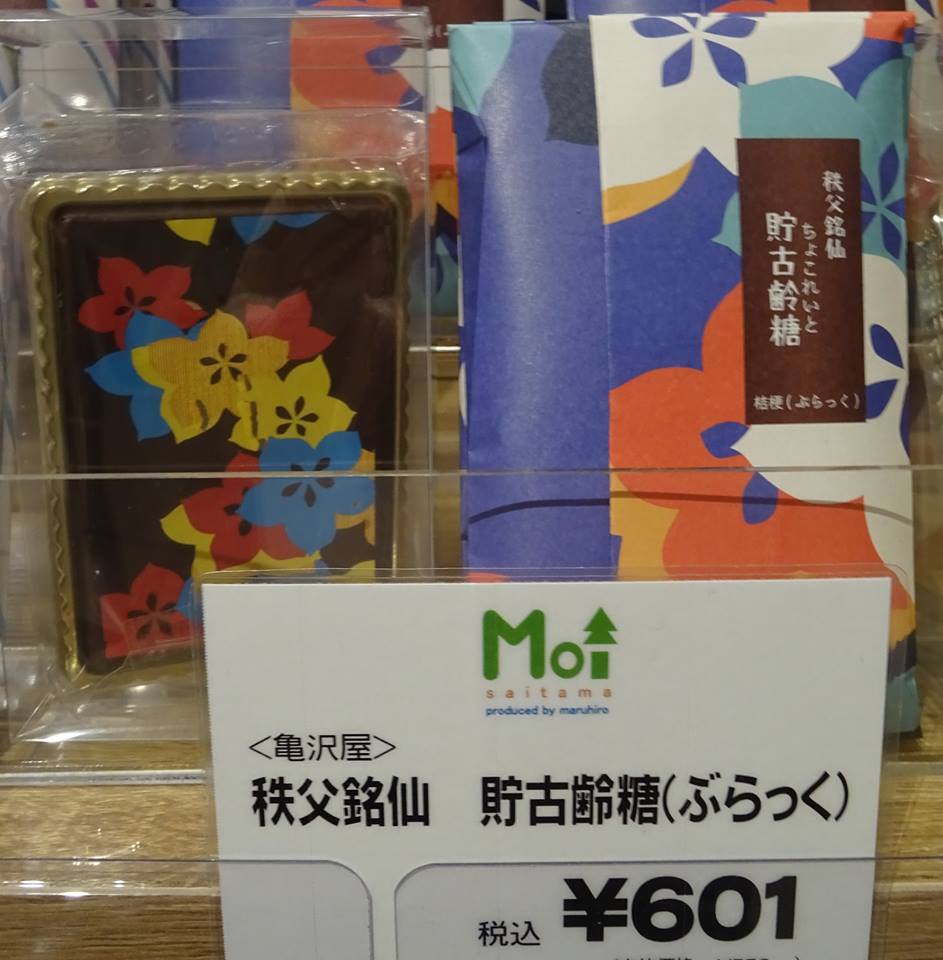 秩父銘仙
ちょこれいと
貯古齢糖
桔梗(ぶらっく)
Moi
saitama
produced by maruhiro
<亀沢屋>
秩父銘仙 貯古齢糖(ぶらっく)
税込 ¥601